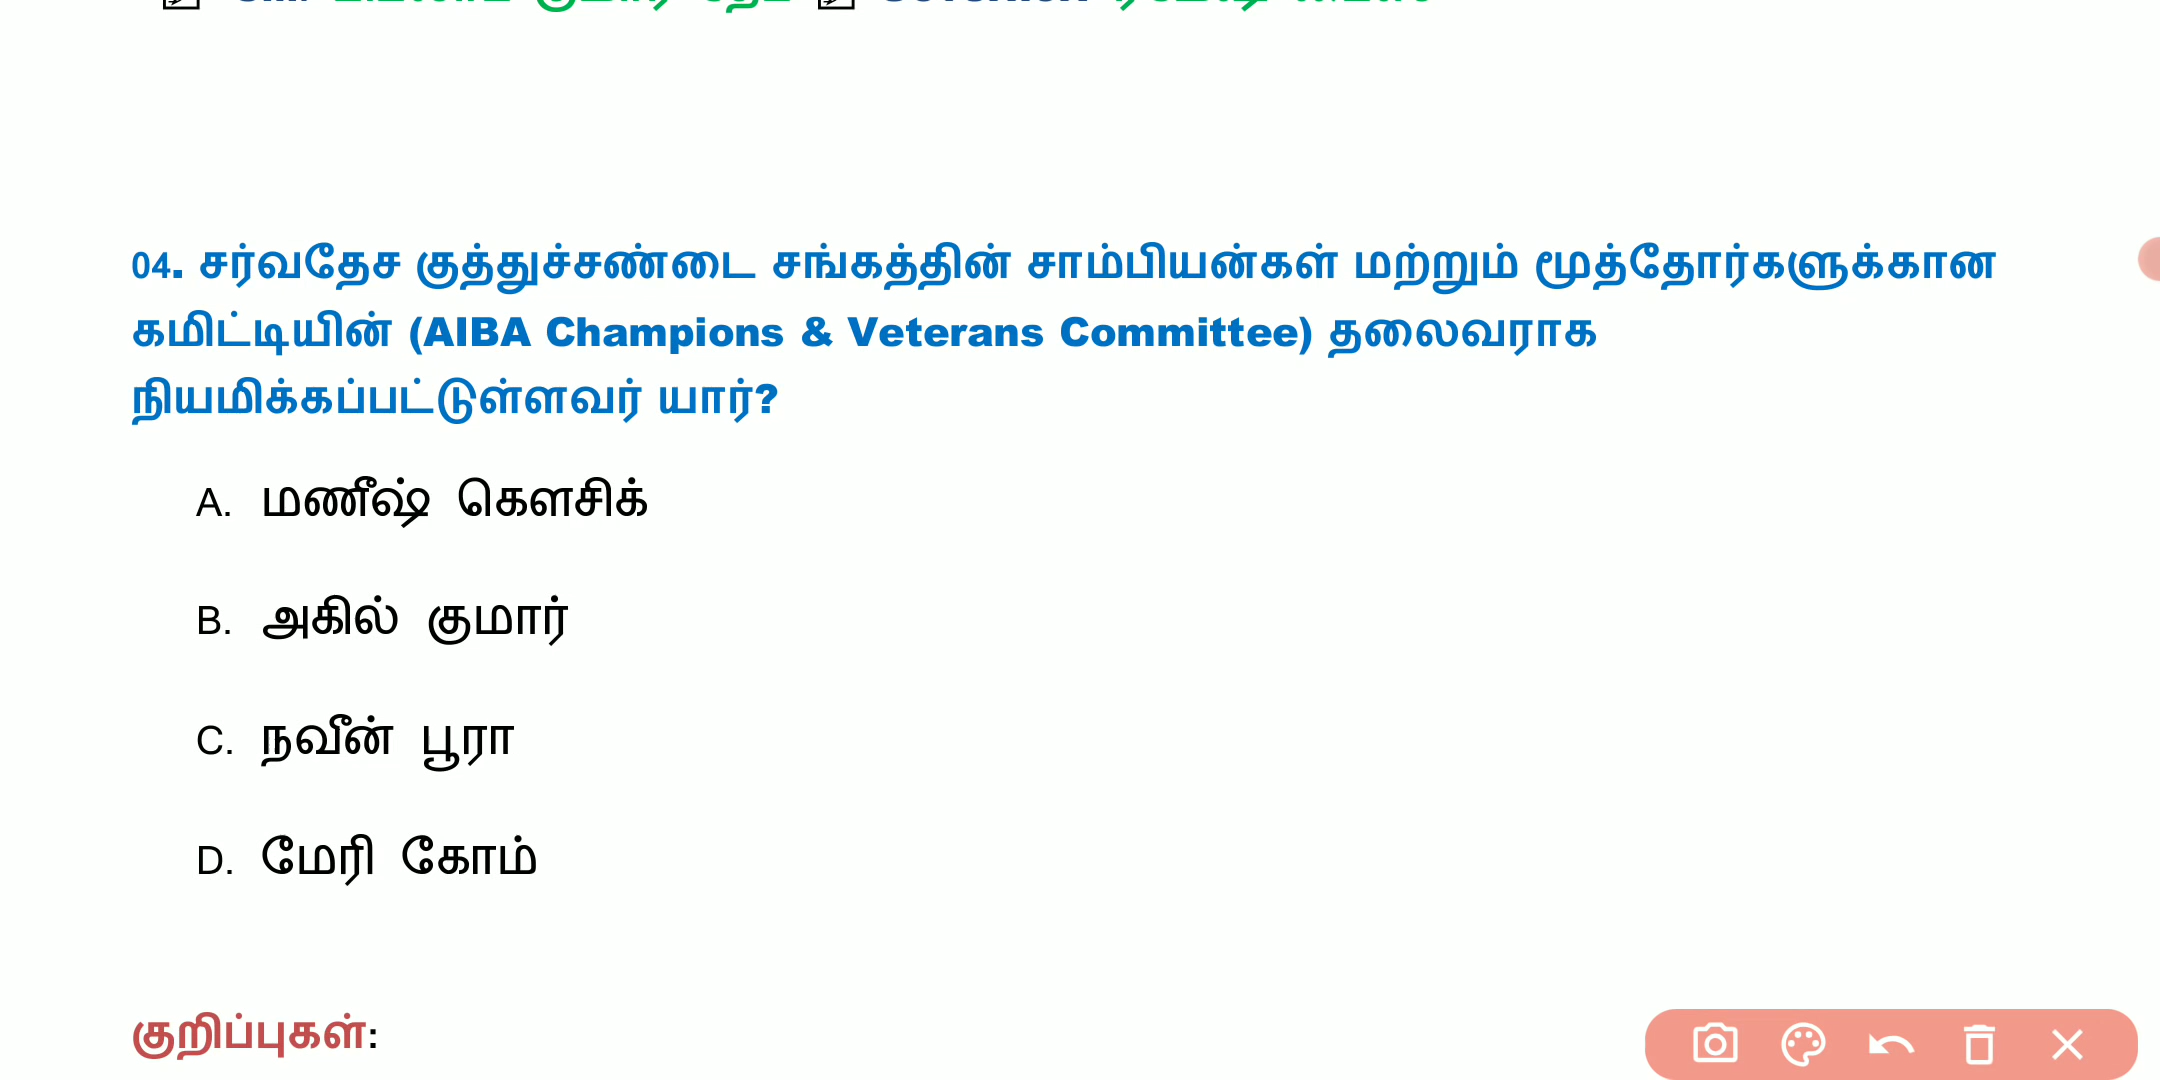 04. சர்வதேச குத்துச்சண்டை சங்கத்தின் சாம்பியன்கள் மற்றும் மூத்தோர்களுக்கான
கமிட்டியின் (AIBA Champions & Veterans Committee) தலைவராக
நியமிக்கப்பட்டுள்ளவர் யார்?
A. மணீஷ் கௌசிக்
B. அகில் குமார்
C. நவீன் பூரா
D. மேரி கோம்
குறிப்புகள்: